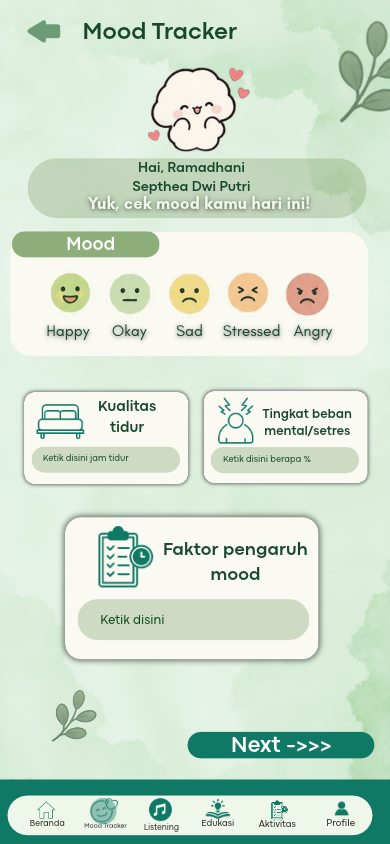 Mood Tracker
Hai, Ramadhani
Septhea Dwi Putri
Yuk, cek mood kamu hari ini!
Mood
Happy Okay Sad Stressed Angry
Kualitas
tidur
Ketik disini jam tidur
Tingkat beban
mental/setres
Ketik disini berapa %
Faktor pengaruh
mood
Ketik disini
Next ->>>
Beranda Mood Tracker Listening Edukasi Aktivitas Profile